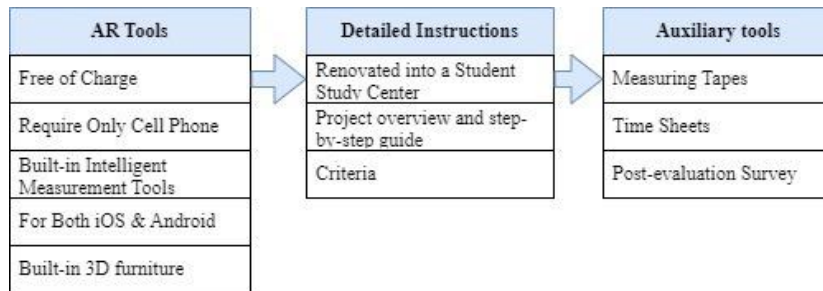 AR Tools
Free of Charge
Require Only Cell Phone
Built-in Intelligent
Measurement Tools
For Both iOS & Android
Built-in 3D furniture
Detailed Instructions
Renovated into a Student
Study Center
Project overview and step-
by-step guide
Criteria
Auxiliary tools
Measuring Tapes
Time Sheets
Post-evaluation Survey